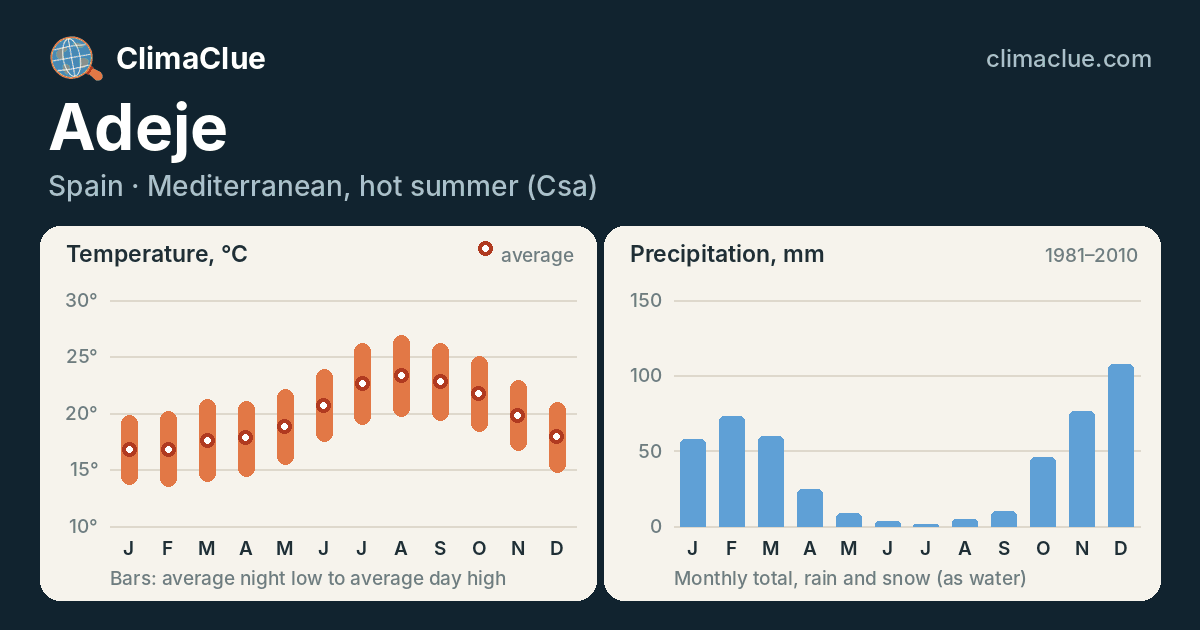 ClimaClue
climaclue.com
Adeje
Spain · Mediterranean, hot summer (Csa)
Temperature, °C
average
30°
25°
20°
15°
10°
J F M A M J J A S O N D
Bars: average night low to average day high
Precipitation, mm
1981–2010
150
100
50
0
J F M A M J J A S O N D
Monthly total, rain and snow (as water)